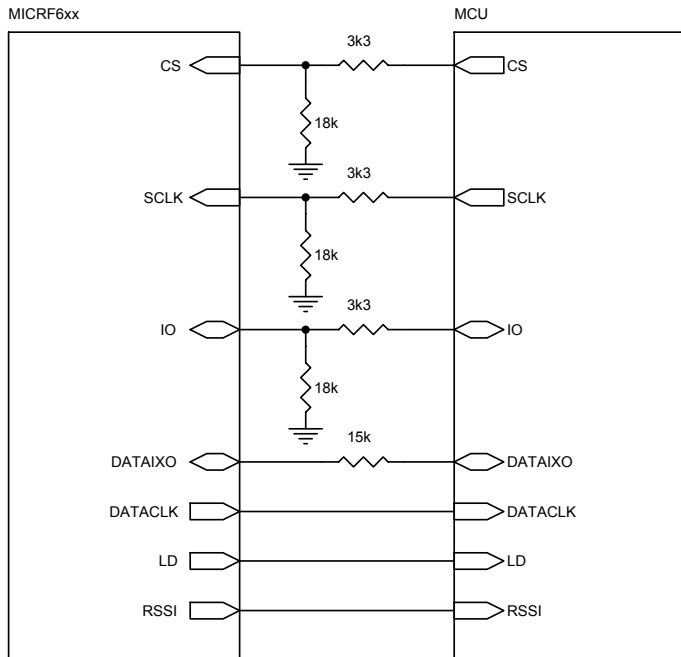 MICRF6xx MCU
3k3
CS CS
18k
3k3
SCLK SCLK
18k
3k3
IO IO
18k
15k
DATAIXO DATAIXO
DATACLK DATACLK
LD LD
RSSI RSSI